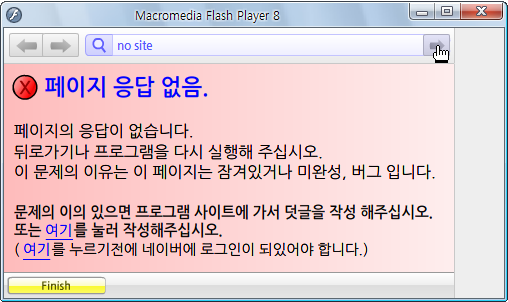 Macromedia Flash Player 8
no site
페이지 응답 없음.
페이지의 응답이 없습니다.
뒤로가기나 프로그램을 다시 실행해 주십시오.
이 문제의 이유는 이 페이지는 잠겨있거나 미완성, 버그 입니다.
문제의 이의 있으면 프로그램 사이트에 가서 덧글을 작성 해주십시오.
또는 여기를 눌러 작성해주십시오.
( 여기를 누르기전에 네이버에 로그인이 되있어야 합니다.)
Finish